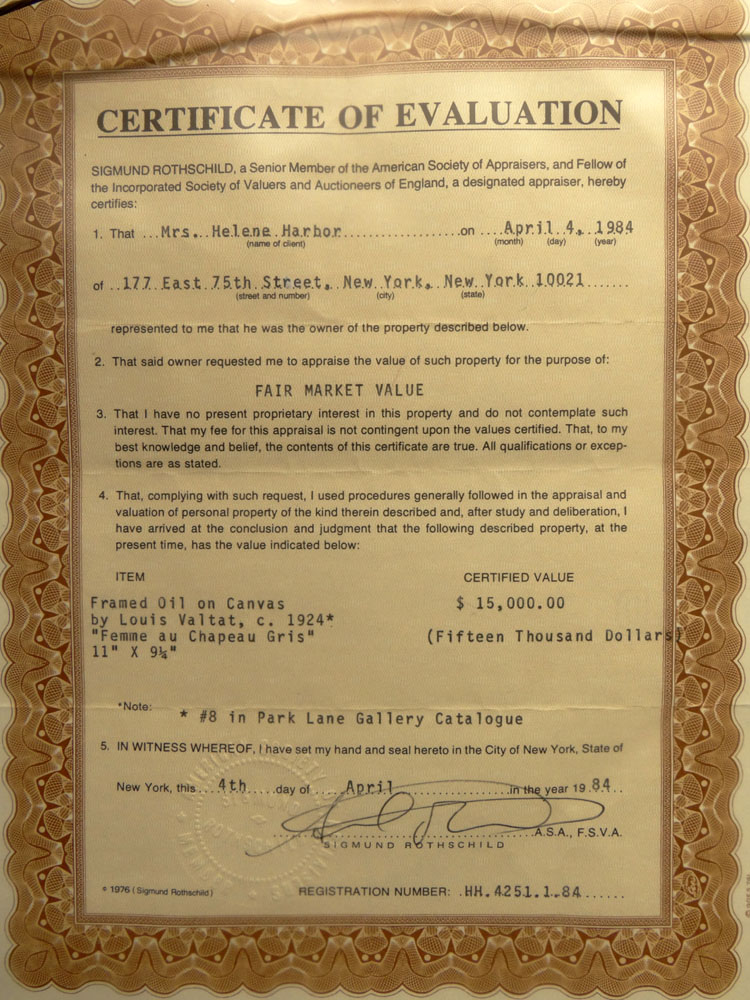 CERTIFICATE OF EVALUATION
SIGMUND ROTHSCHILD, a Senior Member of the American Society of Appraisers, and Fellow of
the Incorporated Society of Valuers and Auctioneers of England, a designated appraiser, hereby
certifies:
1. That ...Mrs. Helene Harbor...................on ....April 4, 1984
(name of client) (month) (day) (year)
of ..177 East 75th Street, New York, New York 10021.......
(street and number) (city) (state)
represented to me that he was the owner of the property described below.
2. That said owner requested me to appraise the value of such property for the purpose of:
FAIR MARKET VALUE
3. That I have no present proprietary interest in this property and do not contemplate such
interest. That my fee for this appraisal is not contingent upon the values certified. That, to my
best knowledge and belief, the contents of this certificate are true. All qualifications or excep-
tions are as stated.
4. That, complying with such request, I used procedures generally followed in the appraisal and
valuation of personal property of the kind therein described and, after study and deliberation, I
have arrived at the conclusion and judgment that the following described property, at the
present time, has the value indicated below:
ITEM CERTIFIED VALUE
Framed Oil on Canvas $ 15,000.00
by Louis Valtat, c. 1924*
"Femme au Chapeau Gris" (Fifteen Thousand Dollars)
11" X 9¼"
*Note:
* #8 in Park Lane Gallery Catalogue
5. IN WITNESS WHEREOF, I have set my hand and seal hereto in the City of New York, State of
New York, this ...4th.....day of .....April.....................in the year 19 84..
A.S.A., F.S.V.A.
SIGMUND ROTHSCHILD
© 1976 (Sigmund Rothschild) REGISTRATION NUMBER: .HH.4251.1.84......